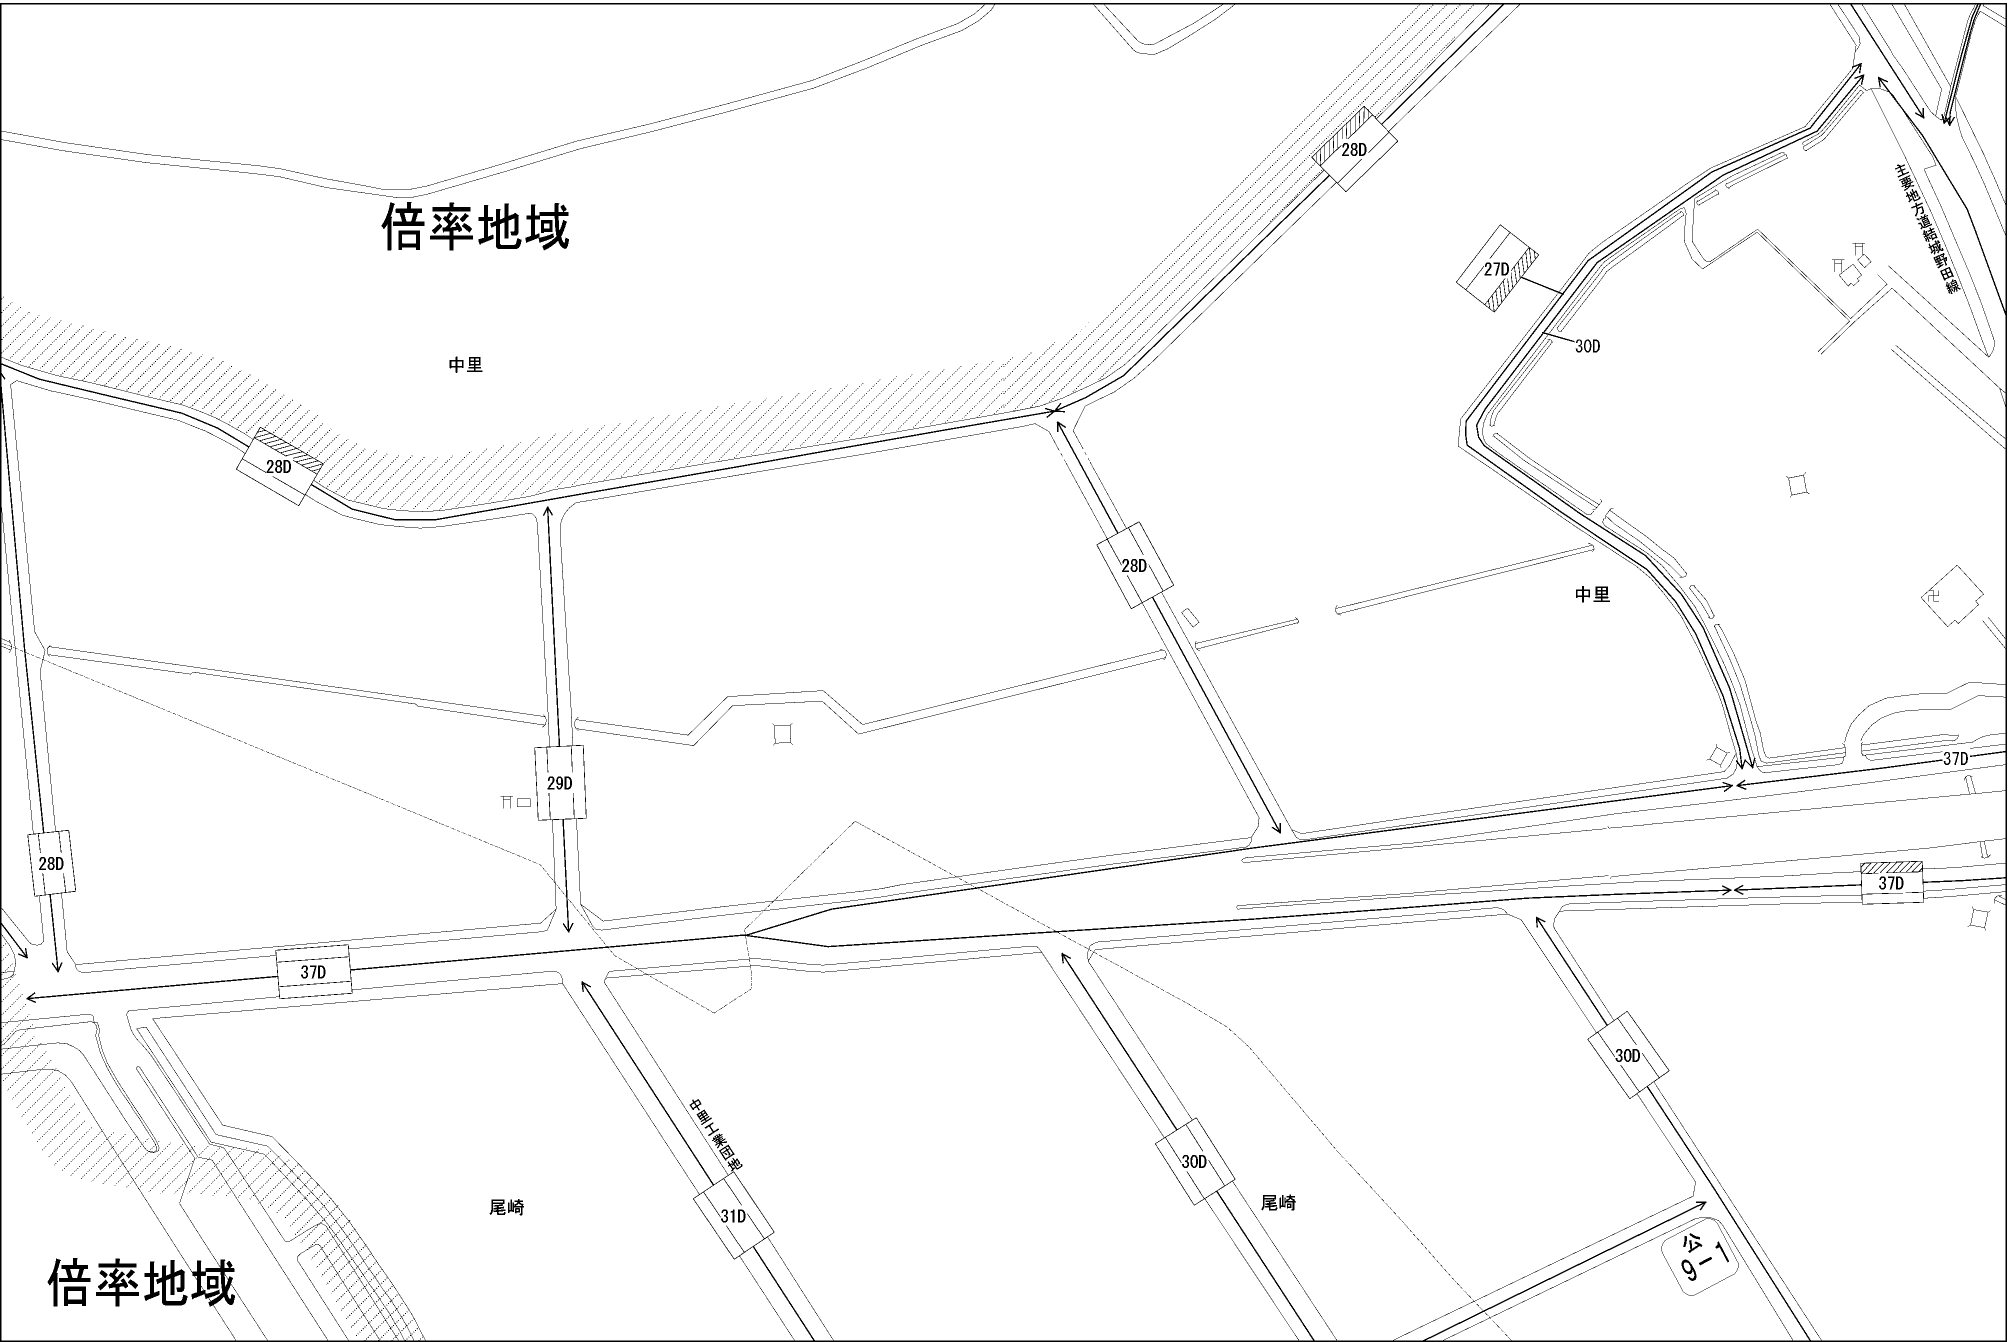 28D
主要地方道結城野田線
倍率地域
27D
30D
中里
28D
28D
中里
37D
29D
28D
37D
37D
30D
中里工業団地
30D
尾崎
尾崎
31D
公
9-1
倍率地域